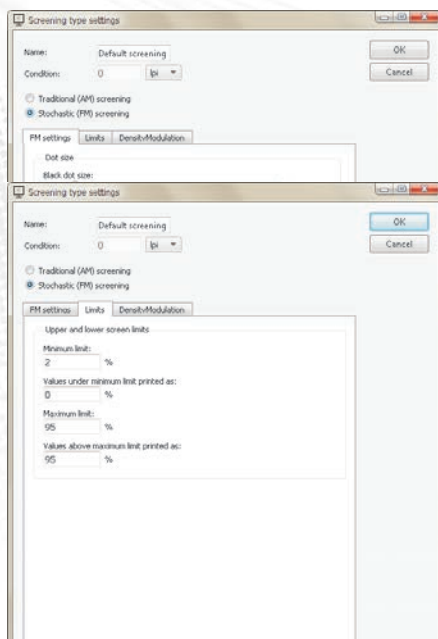 Screening type settings
Name: Default screening OK
Condition: 0 lpi Cancel
Traditional (AM) screening
Stochastic (FM) screening
FM settings Limits DensityModulation
Dot size
Black dot size:
Screening type settings
Name: Default screening OK
Condition: 0 lpi Cancel
Traditional (AM) screening
Stochastic (FM) screening
FM settings Limits DensityModulation
Upper and lower screen limits
Minimum limit:
2 %
Values under minimum limit printed as:
0 %
Maximum limit:
95 %
Values above maximum limit printed as:
95 %